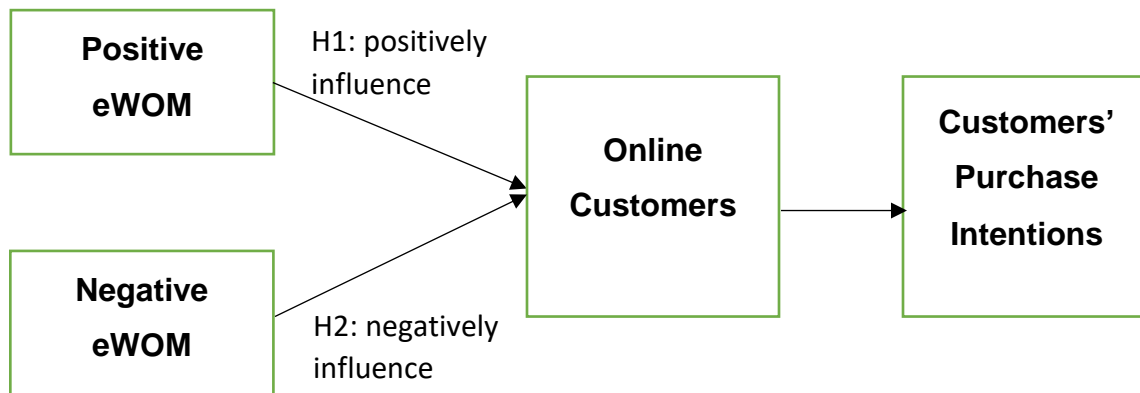 Positive
eWOM
H1: positively
influence
Online
Customers
Customers’
Purchase
Intentions
Negative
eWOM
H2: negatively
influence